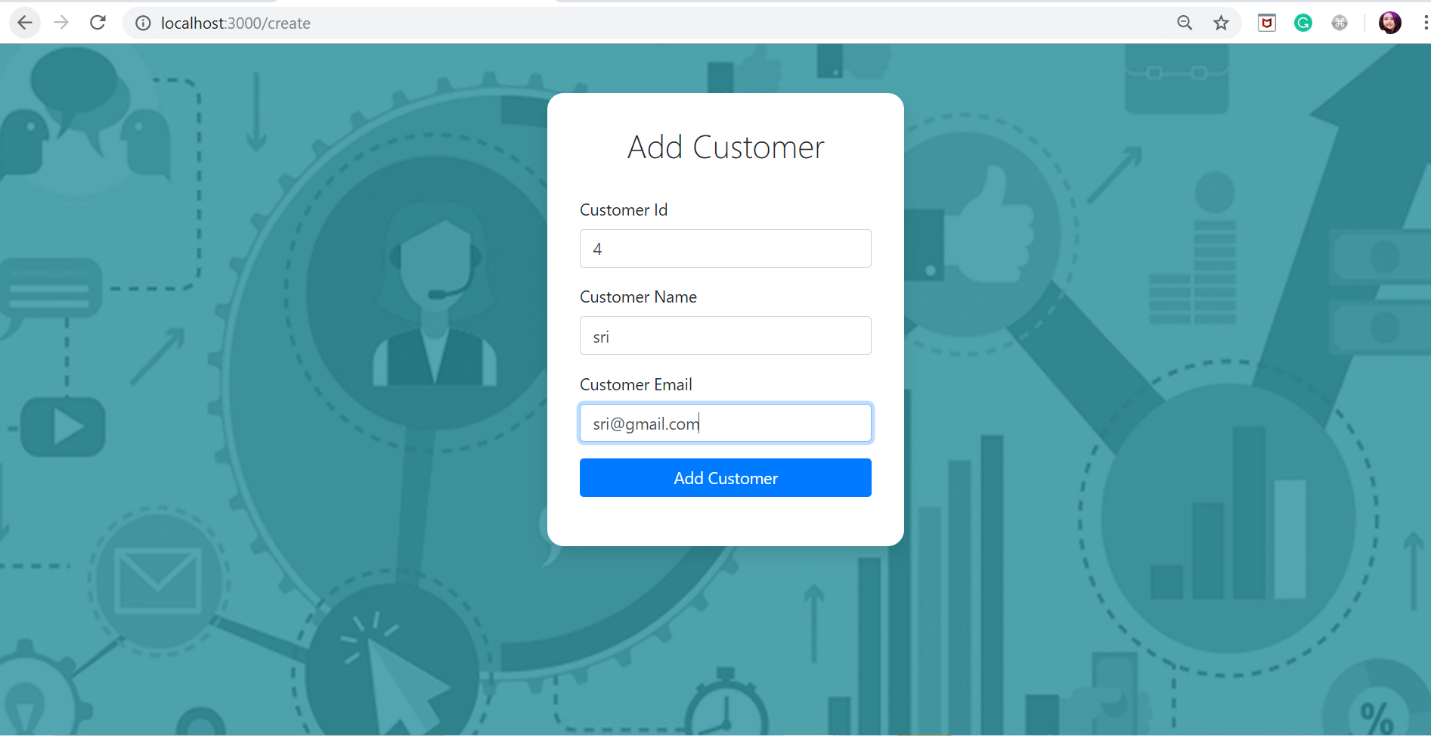 localhost:3000/create
Add Customer
Customer Id
4
Customer Name
sri
Customer Email
sri@gmail.com
Add Customer
%